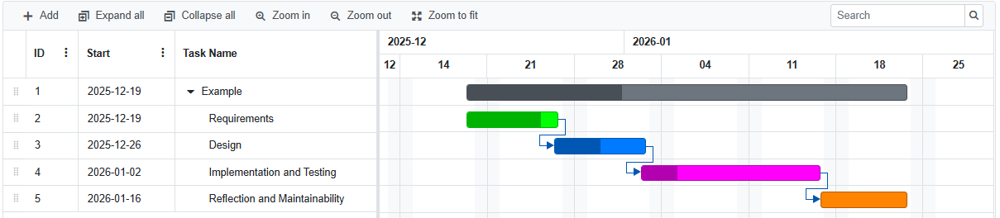 Add Expand all Collapse all Zoom in Zoom out Zoom to fit Search
ID Start Task Name
2025-12 2026-01
12 14 21 28 04 11 18 25
1 2025-12-19 Example
2 2025-12-19 Requirements
3 2025-12-26 Design
4 2026-01-02 Implementation and Testing
5 2026-01-16 Reflection and Maintainability